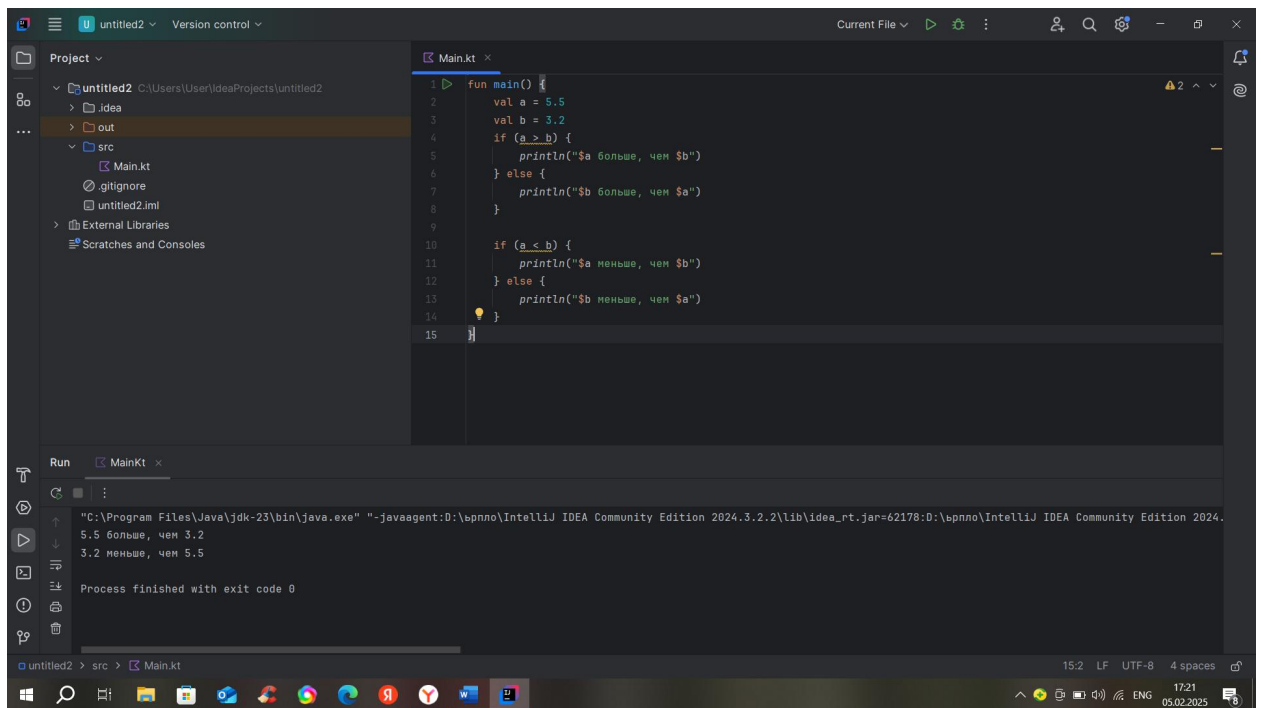 U untitled2 Version control Current File
Project
untitled2 C:\Users\User\IdeaProjects\untitled2
.idea
out
src
Main.kt
.gitignore
untitled2.iml
External Libraries
Scratches and Consoles
Main.kt
2
1 fun main() {
2 val a = 5.5
3 val b = 3.2
4 if (a > b) {
5 println("$a больше, чем $b")
6 } else {
7 println("$b больше, чем $a")
8 }
9
10 if (a < b) {
11 println("$a меньше, чем $b")
12 } else {
13 println("$b меньше, чем $a")
14 }
15 }
Run MainKt
"C:\Program Files\Java\jdk-23\bin\java.exe" "-javaagent:D:\ьрпло\IntelliJ IDEA Community Edition 2024.3.2.2\lib\idea_rt.jar=62178:D:\ьрпло\IntelliJ IDEA Community Edition 2024.
5.5 больше, чем 3.2
3.2 меньше, чем 5.5
Process finished with exit code 0
untitled2 > src > Main.kt 15:2 LF UTF-8 4 spaces
ENG 17:21
05.02.2025
8